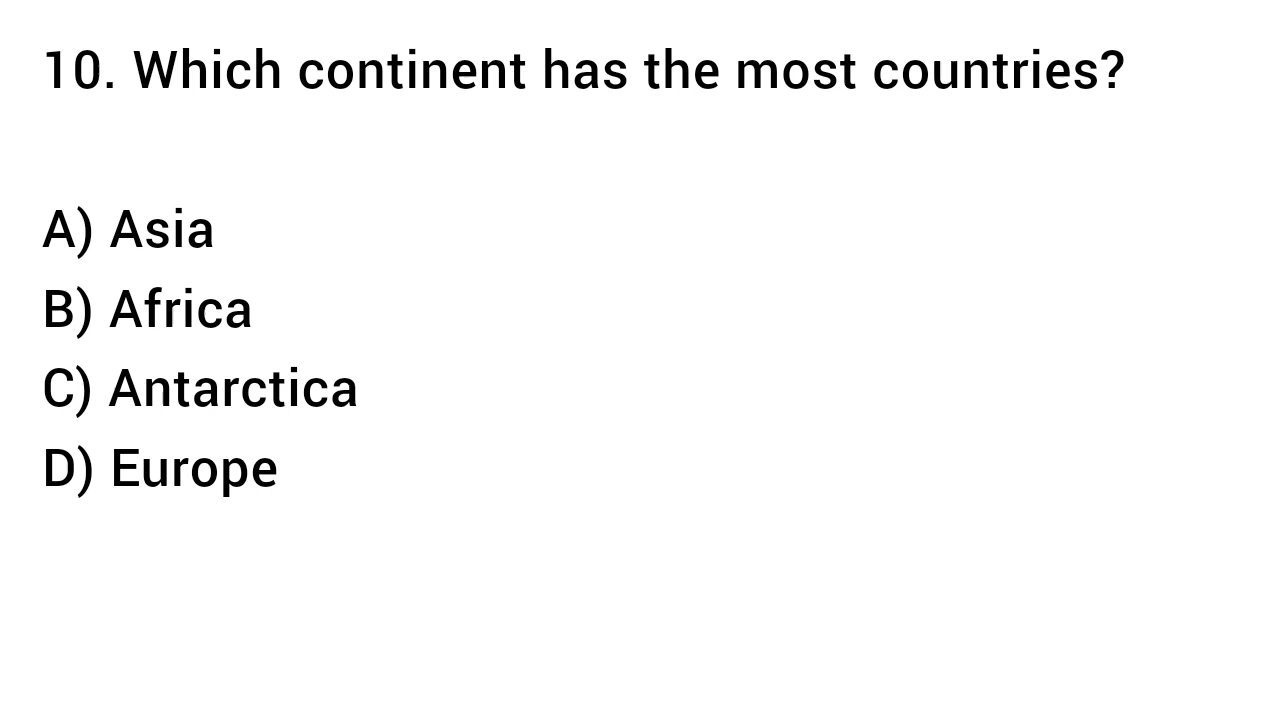 10. Which continent has the most countries?
A) Asia
B) Africa
C) Antarctica
D) Europe